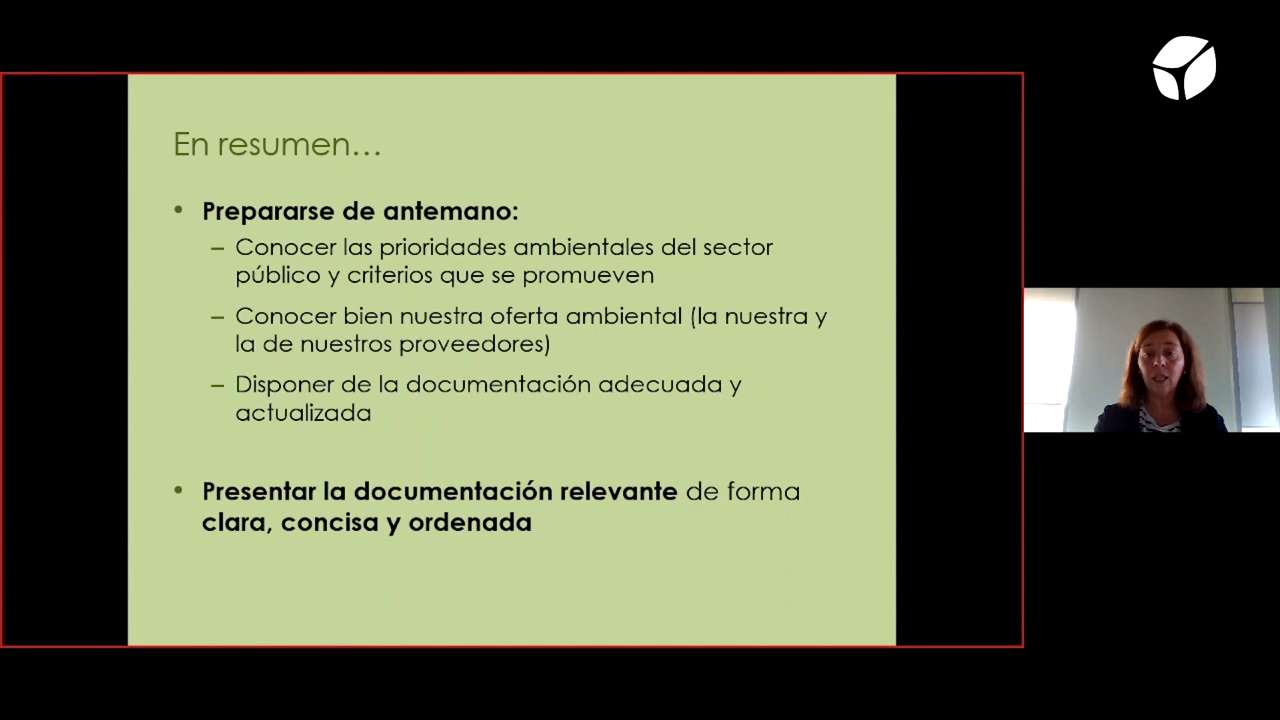 En resumen…
• Prepararse de antemano:
– Conocer las prioridades ambientales del sector
público y criterios que se promueven
– Conocer bien nuestra oferta ambiental (la nuestra y
la de nuestros proveedores)
– Disponer de la documentación adecuada y
actualizada
• Presentar la documentación relevante de forma
clara, concisa y ordenada